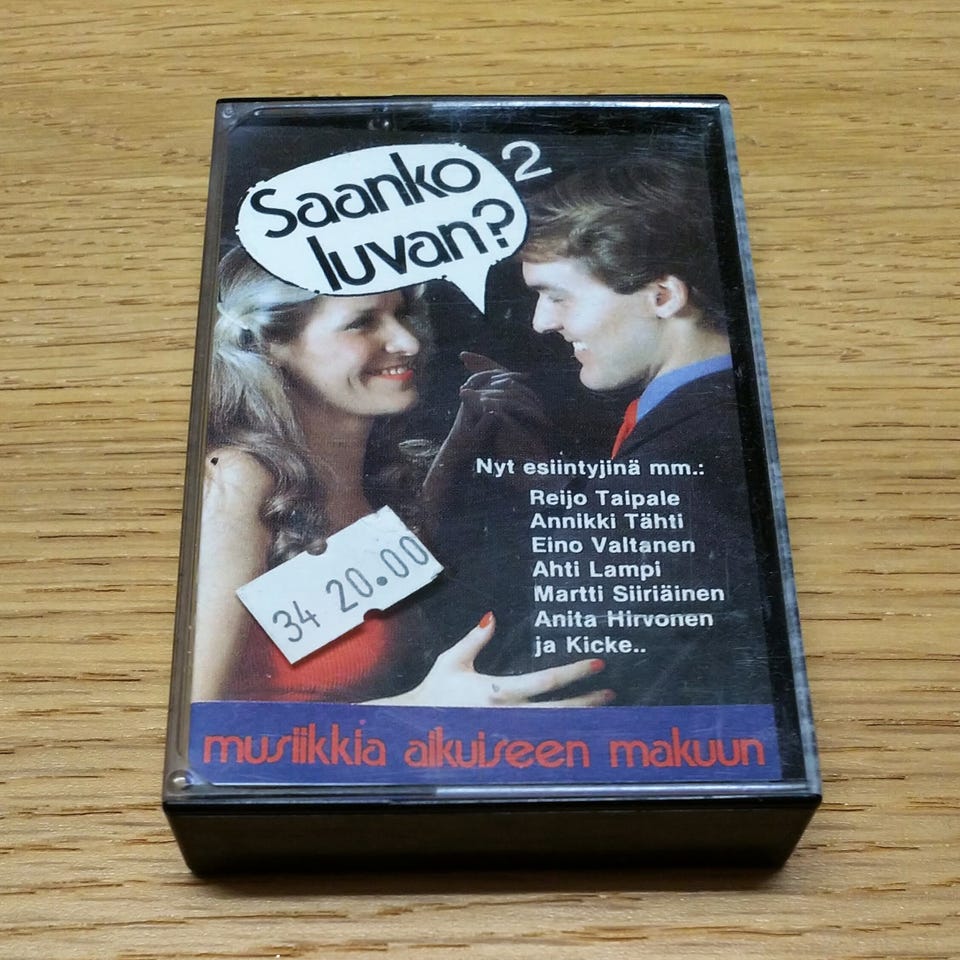 Saanko 2
luvan?
Nyt esiintyjinä mm.:
Reijo Taipale
Annikki Tähti
Eino Valtanen
Ahti Lampi
Martti Siiriäinen
Anita Hirvonen
ja Kicke..
34 20.00
musiikkia aikuiseen makuun